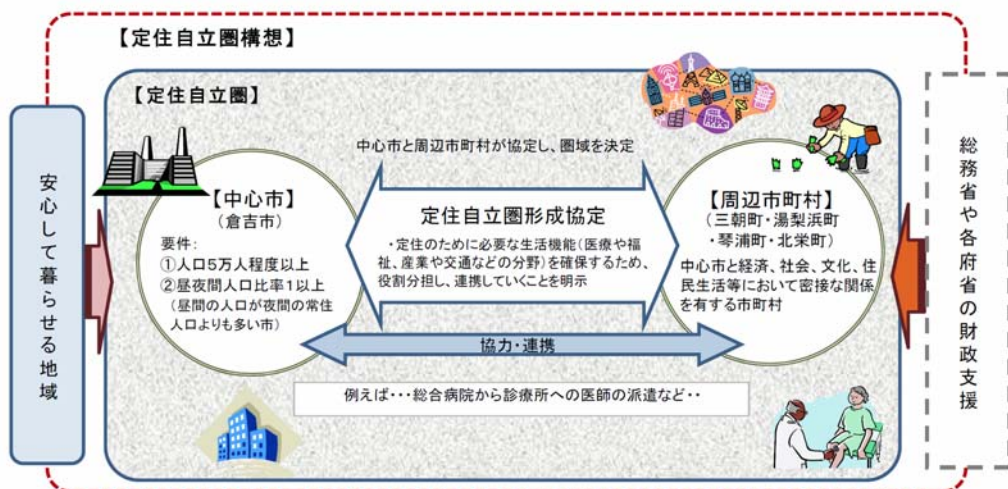 【定住自立圏構想】
【定住自立圏】
安心して暮らせる地域
中心市と周辺市町村が協定し、圏域を決定
【中心市】
（倉吉市）
要件：
①人口５万人程度以上
②昼夜間人口比率１以上
（昼間の人口が夜間の常住
人口よりも多い市）
定住自立圏形成協定
・定住のために必要な生活機能（医療や福
祉、産業や交通などの分野）を確保するため、
役割分担し、連携していくことを明示
【周辺市町村】
（三朝町・湯梨浜町
・琴浦町・北栄町）
中心市と経済、社会、文化、住
民生活等において密接な関係
を有する市町村
協力・連携
例えば・・・総合病院から診療所への医師の派遣など・・
総務省や各府省の財政支援